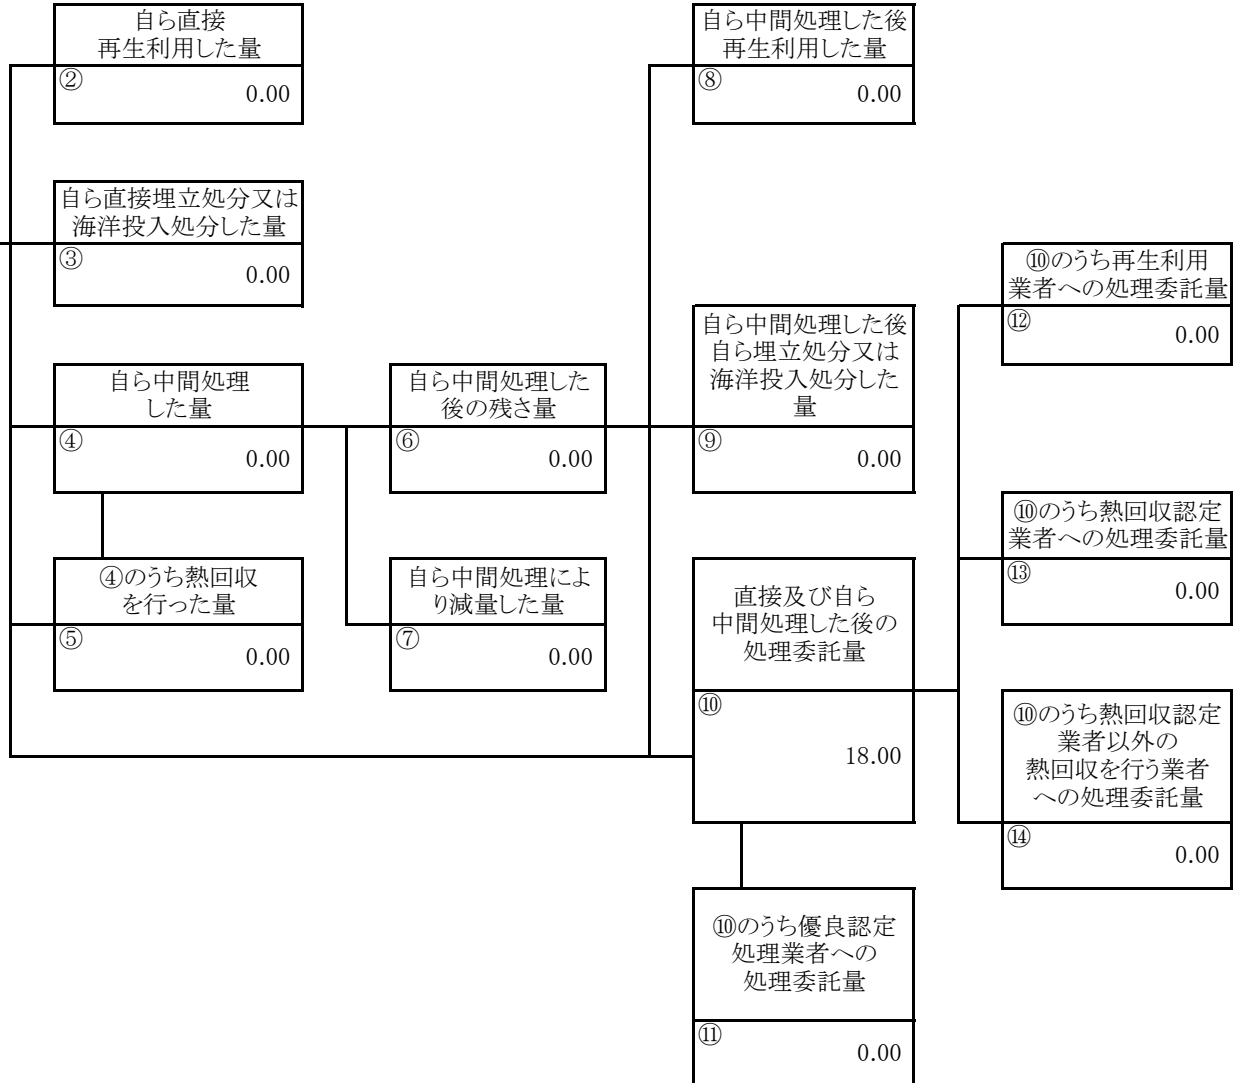 自ら直接
再生利用した量
②
0.00
自ら中間処理した後
再生利用した量
⑧
0.00
自ら直接埋立処分又は
海洋投入処分した量
③
0.00
⑩のうち再生利用
業者への処理委託量
⑫
0.00
自ら中間処理した後
自ら埋立処分又は
海洋投入処分した
量
⑨
0.00
自ら中間処理
した量
④
0.00
自ら中間処理した
後の残さ量
⑥
0.00
⑩のうち熱回収認定
業者への処理委託量
⑬
0.00
④のうち熱回収
を行った量
⑤
0.00
自ら中間処理によ
り減量した量
⑦
0.00
直接及び自ら
中間処理した後の
処理委託量
⑩
18.00
⑩のうち熱回収認定
業者以外の
熱回収を行う業者
への処理委託量
⑭
0.00
⑩のうち優良認定
処理業者への
処理委託量
⑪
0.00